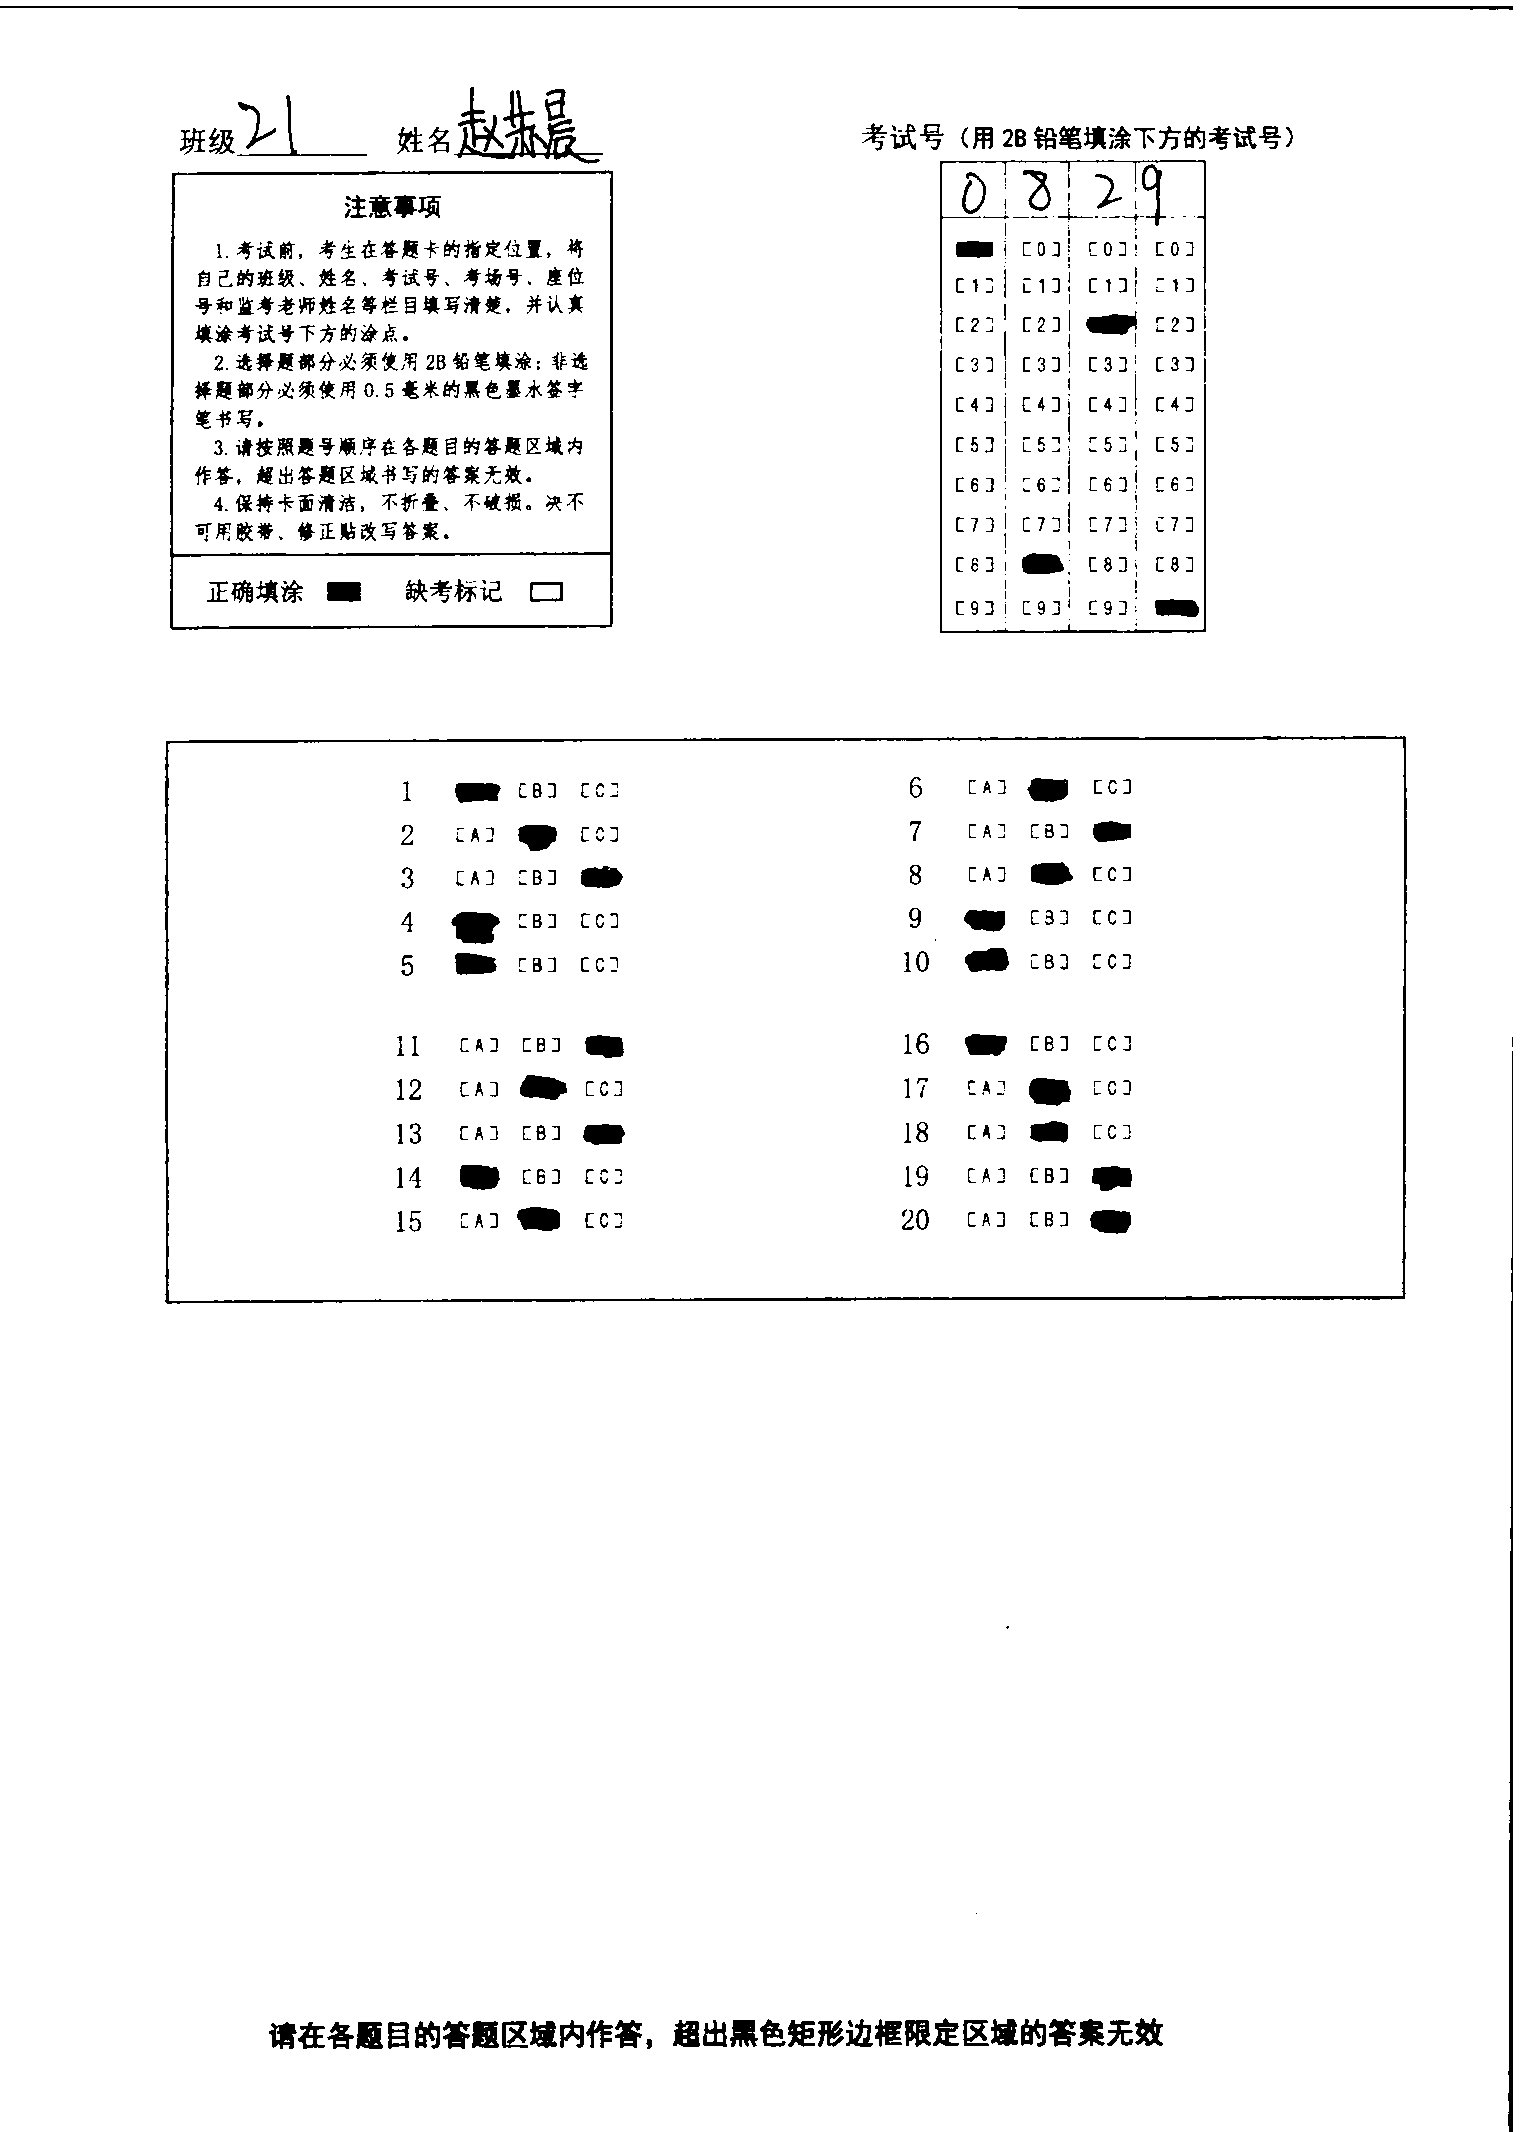 班级 21 姓名 赵恭晨
考试号（用 2B 铅笔填涂下方的考试号）
注意事项
1.考试前，考生在答题卡的指定位置，将
自己的班级、姓名、考试号、考场号、座位
号和监考老师姓名等栏目填写清楚，并认真
填涂考试号下方的涂点。
2.选择题部分必须使用2B铅笔填涂；非选
择题部分必须使用0.5毫米的黑色墨水签字
笔书写。
3.请按照题号顺序在各题目的答题区域内
作答，超出答题区域书写的答案无效。
4.保持卡面清洁，不折叠、不破损。决不
可用胶带、修正贴改写答案。
正确填涂 缺考标记
0 8 2 9
[0] [0] [0]
[1] [1] [1] [1]
[2] [2] [2]
[3] [3] [3] [3]
[4] [4] [4] [4]
[5] [5] [5] [5]
[6] [6] [6] [6]
[7] [7] [7] [7]
[8] [8] [8]
[9] [9] [9]
1 [B] [C]
2 [A] [C]
3 [A] [B]
4 [B] [C]
5 [B] [C]
6 [A] [C]
7 [A] [B]
8 [A] [C]
9 [B] [C]
10 [B] [C]
11 [A] [B]
12 [A] [C]
13 [A] [B]
14 [B] [C]
15 [A] [C]
16 [B] [C]
17 [A] [C]
18 [A] [C]
19 [A] [B]
20 [A] [B]
请在各题目的答题区域内作答，超出黑色矩形边框限定区域的答案无效